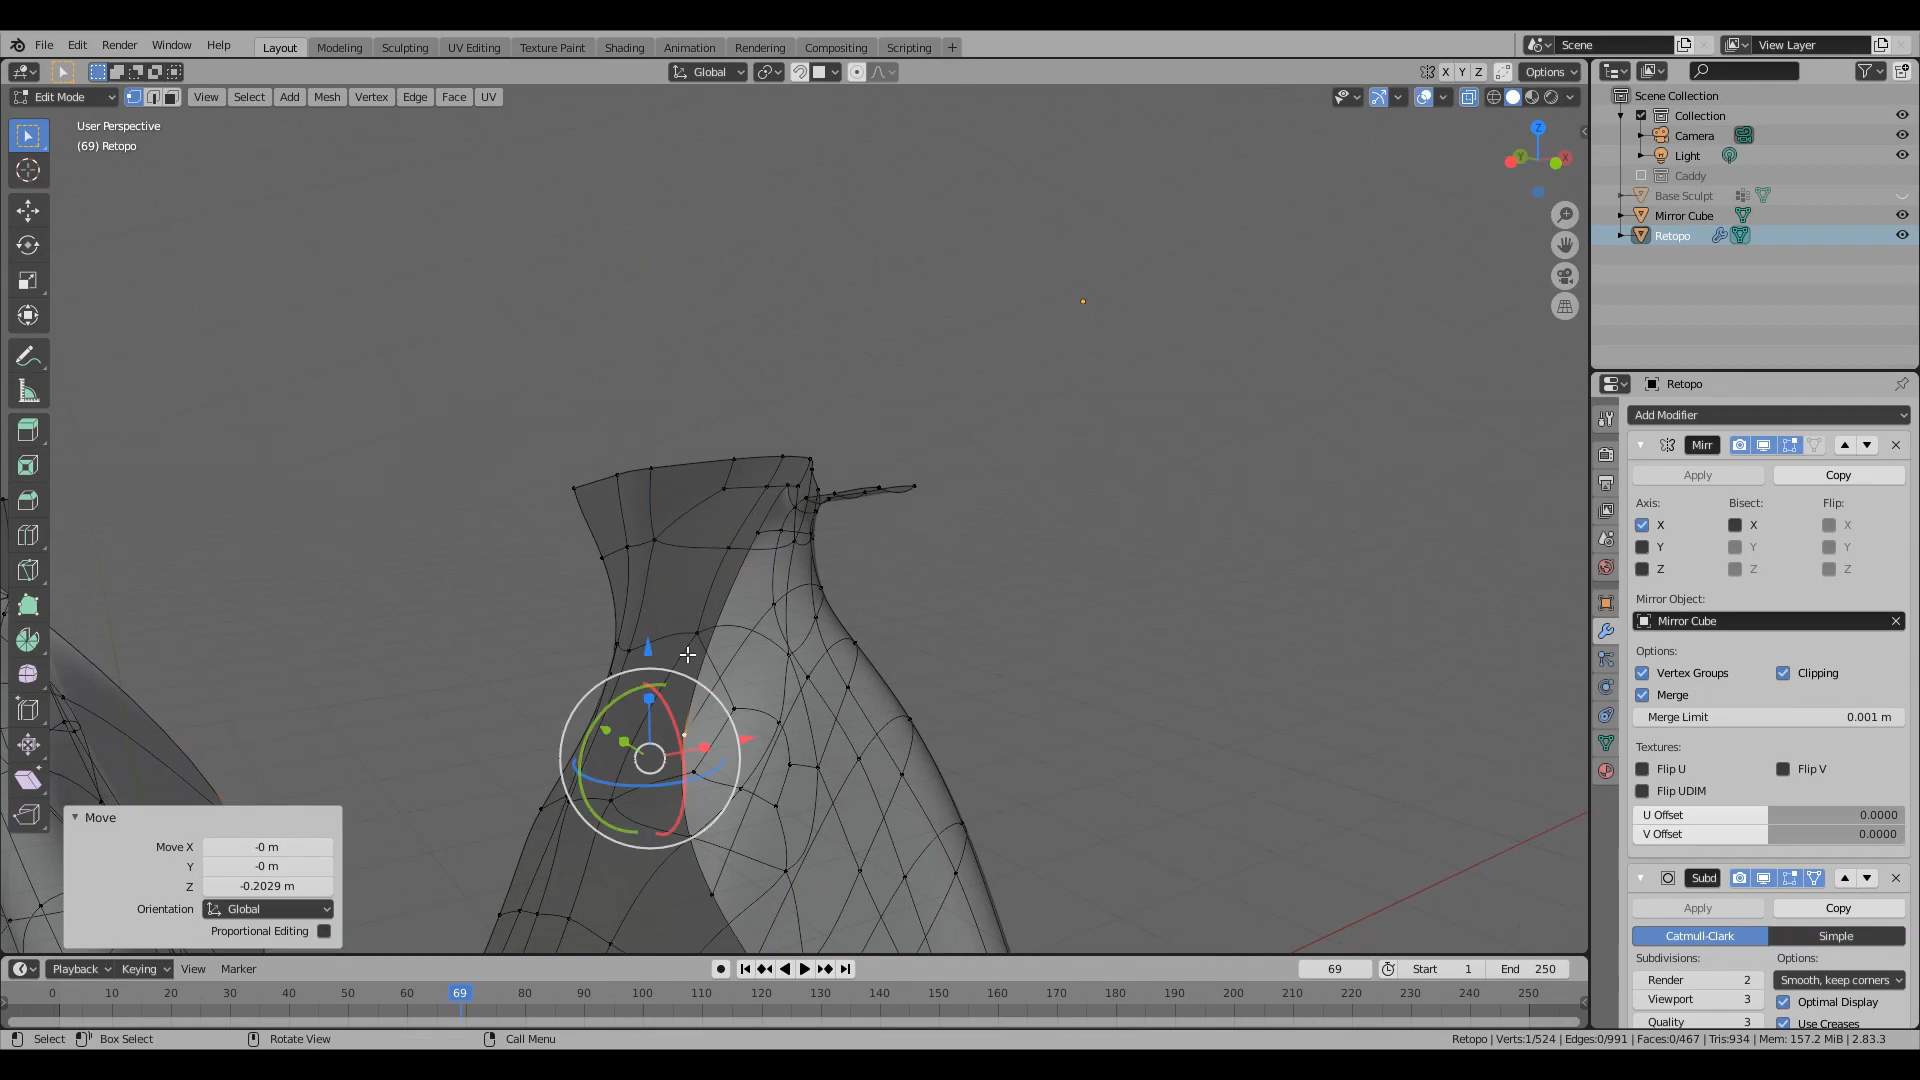 File Edit Render Window Help Layout Modeling Sculpting UV Editing Texture Paint Shading Animation Rendering Compositing Scripting + Scene View Layer
Global X Y Z Options
Edit Mode View Select Add Mesh Vertex Edge Face UV
User Perspective
(69) Retopo
Z
Y
X
Scene Collection
Collection
Camera
Light
Caddy
Base Sculpt
Mirror Cube
Retopo
Retopo
Add Modifier
Mirr
Apply Copy
Axis: Bisect: Flip:
X X X
Y Y Y
Z Z Z
Mirror Object:
Mirror Cube
Options:
Vertex Groups Clipping
Merge
Merge Limit 0.001 m
Textures:
Flip U Flip V
Flip UDIM
U Offset 0.0000
V Offset 0.0000
Subd
Apply Copy
Catmull-Clark Simple
Subdivisions: Options:
Render 2 Smooth, keep corners
Viewport 3 Optimal Display
Quality 3 Use Creases
Move
Move X -0 m
Y -0 m
Z -0.2029 m
Orientation Global
Proportional Editing
Playback Keying View Marker 69 Start 1 End 250
0 10 20 30 40 50 60 69 80 90 100 110 120 130 140 150 160 170 180 190 200 210 220 230 240 250
Select Box Select Rotate View Call Menu Retopo | Verts:1/524 | Edges:0/991 | Faces:0/467 | Tris:934 | Mem: 157.2 MiB | 2.83.3